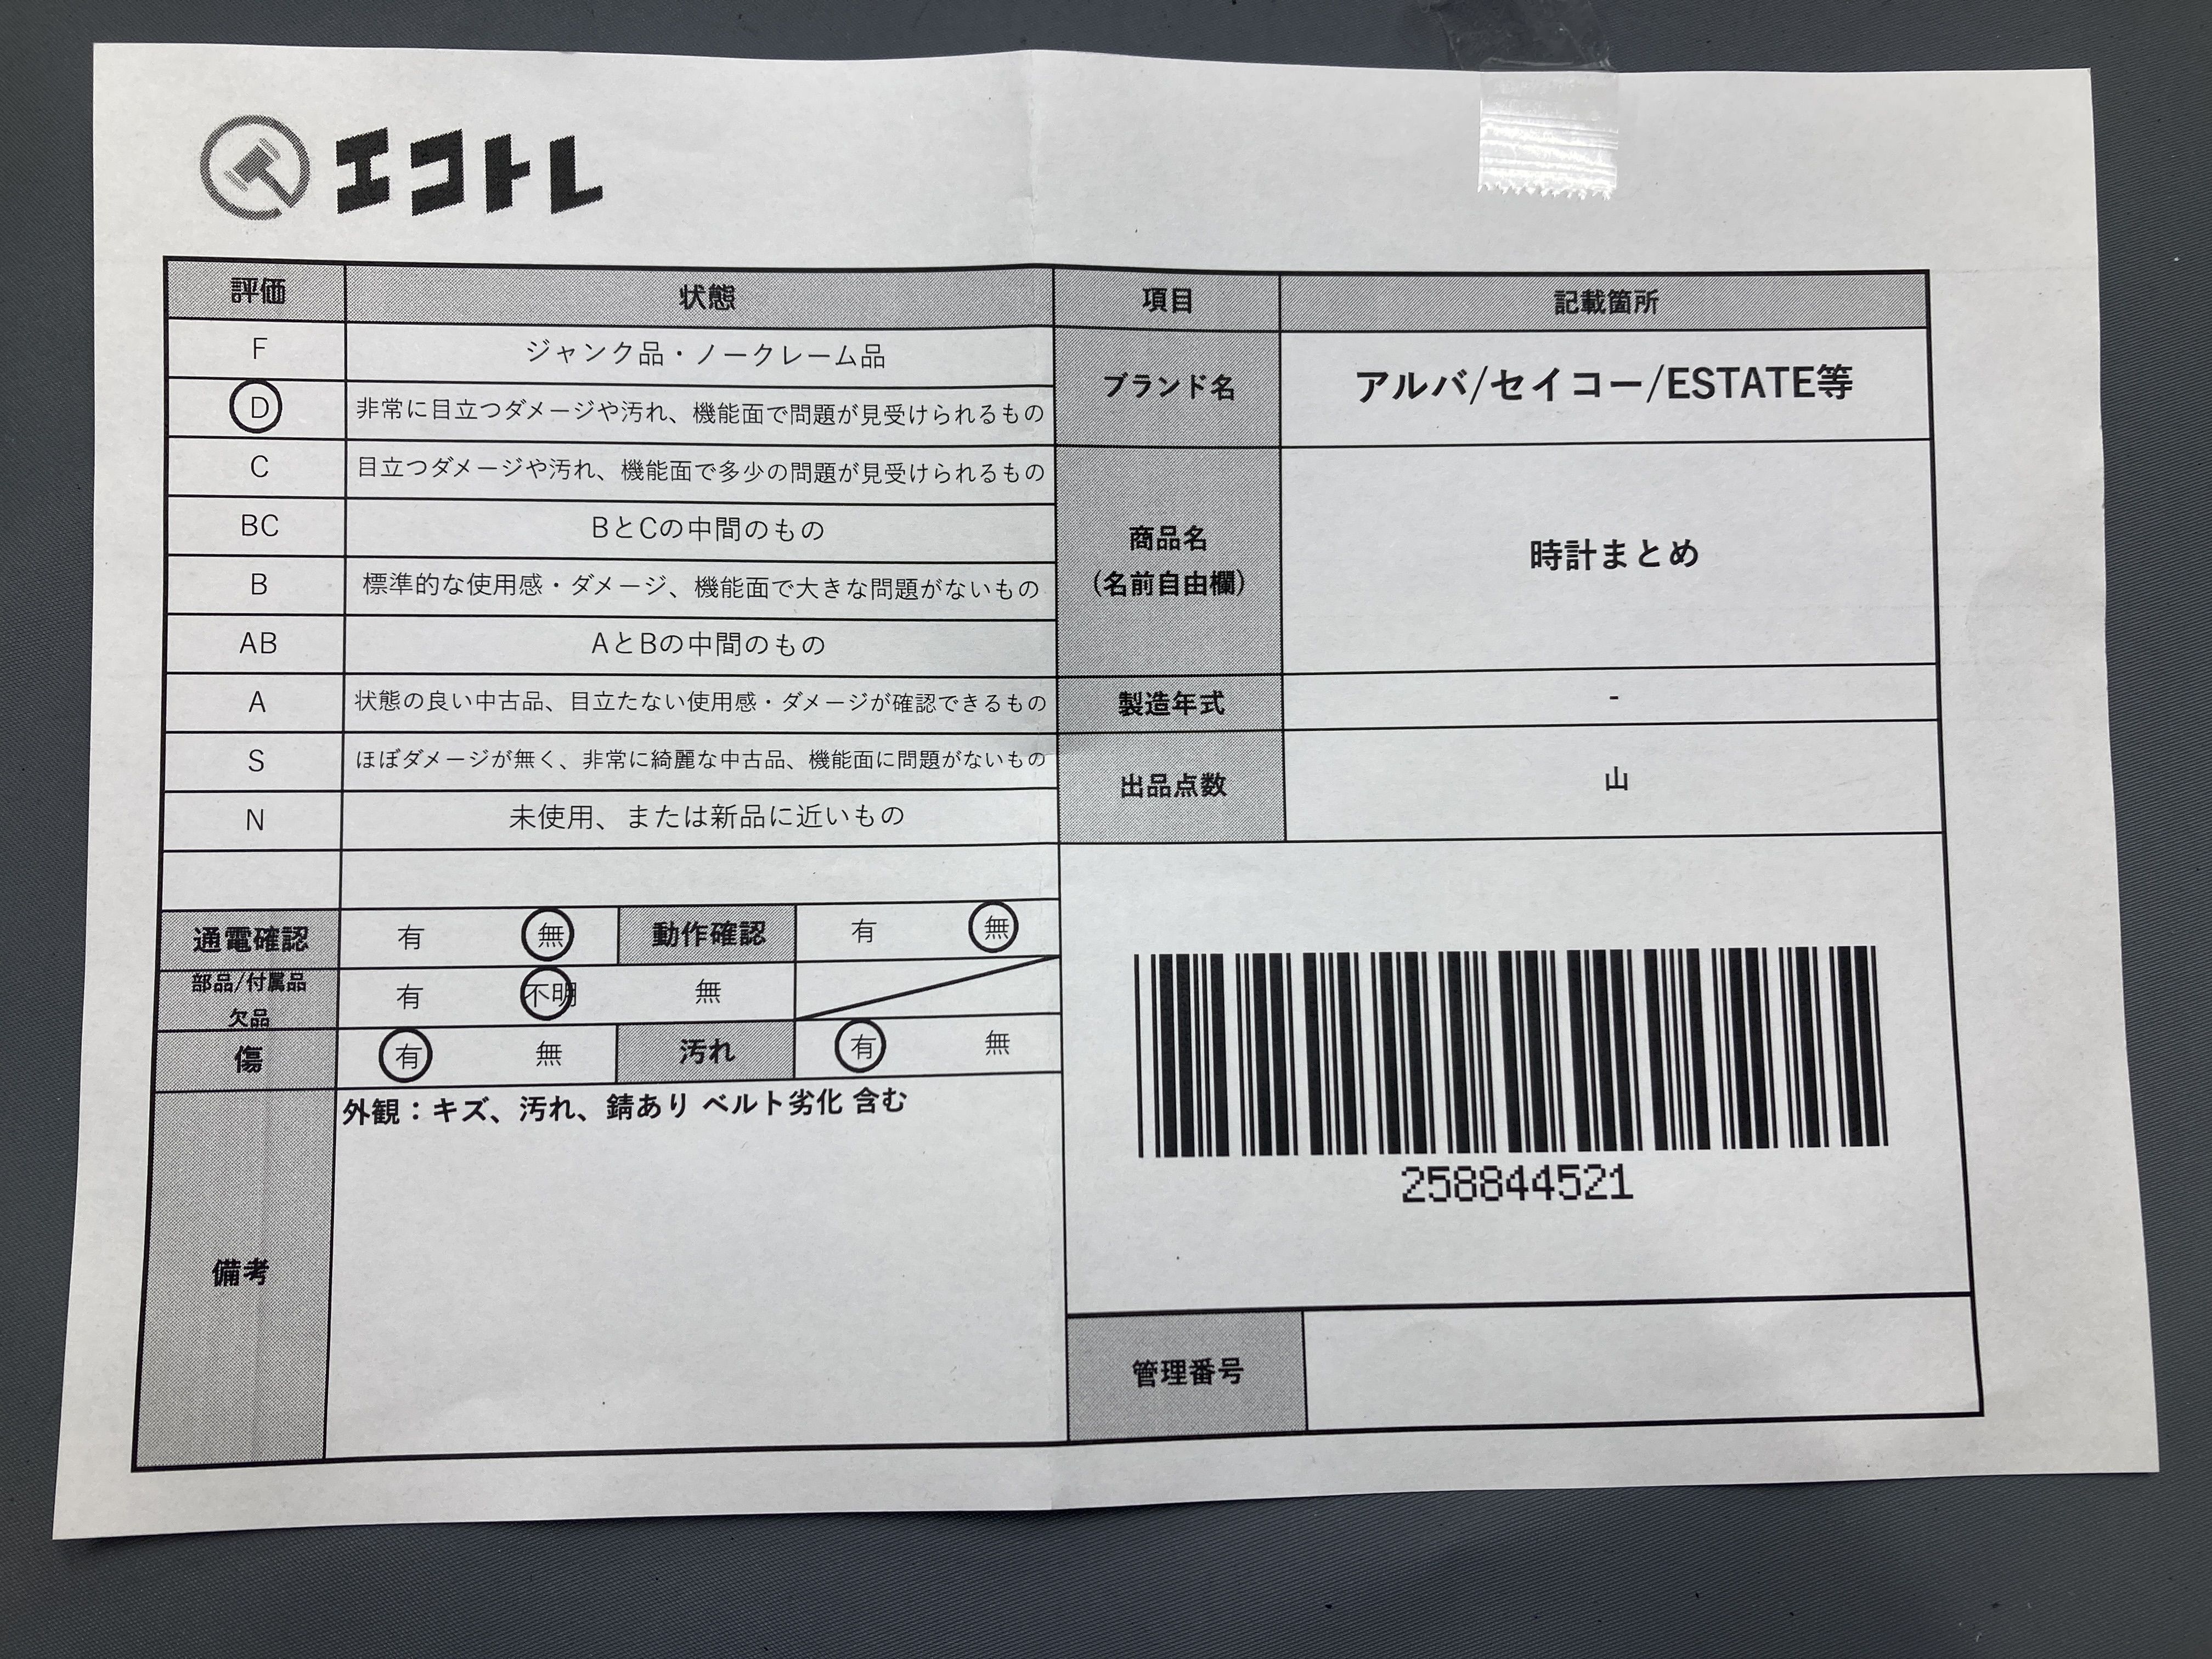 エコトレ
評価 状態
F ジャンク品・ノークレーム品
D 非常に目立つダメージや汚れ、機能面で問題が見受けられるもの
C 目立つダメージや汚れ、機能面で多少の問題が見受けられるもの
BC BとCの中間のもの
B 標準的な使用感・ダメージ、機能面で大きな問題がないもの
AB AとBの中間のもの
A 状態の良い中古品、目立たない使用感・ダメージが確認できるもの
S ほぼダメージが無く、非常に綺麗な中古品、機能面に問題がないもの
N 未使用、または新品に近いもの
通電確認 有 無 動作確認 有 無
部品/付属品
欠品
有 不明 無
傷 有 無 汚れ 有 無
備考
外観：キズ、汚れ、錆あり ベルト劣化 含む
項目 記載箇所
ブランド名 アルバ/セイコー/ESTATE等
商品名
(名前自由欄)
時計まとめ
製造年式 -
出品点数 山
258844521
管理番号